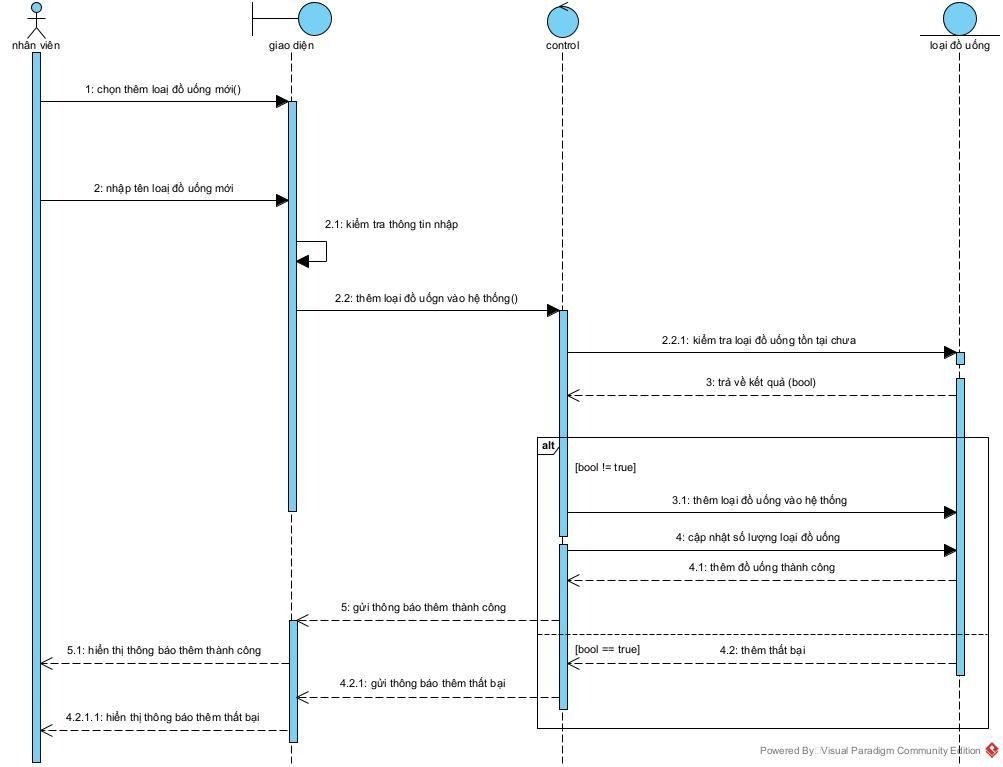 nhân viên
giao diện
control
loại đồ uống
1: chọn thêm loaị đồ uống mới()
2: nhập tên loaị đồ uống mới
2.1: kiểm tra thông tin nhập
2.2: thêm loại đồ uốgn vào hệ thống()
2.2.1: kiểm tra loại đồ uống tồn tại chưa
3: trả về kết quả (bool)
alt
[bool != true]
3.1: thêm loại đồ uống vào hệ thống
4: cập nhật số lượng loại đồ uống
4.1: thêm đồ uống thành công
5: gửi thông báo thêm thành công
5.1: hiển thị thông báo thêm thành công
[bool == true]
4.2: thêm thất bại
4.2.1: gửi thông báo thêm thất bại
4.2.1.1: hiển thị thông báo thêm thất bại
Powered By Visual Paradigm Community Edition